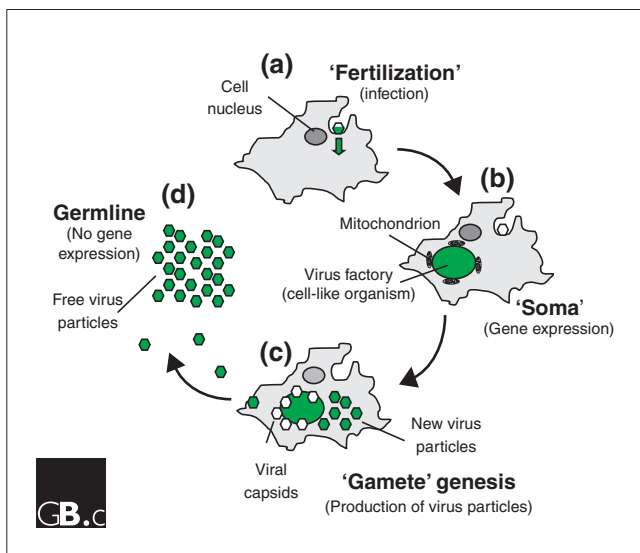 (a)
'Fertilization'
(infection)
Cell
nucleus
(b)
Mitochondrion
Virus factory
(cell-like organism)
'Soma'
(Gene expression)
(c)
New virus
particles
Viral
capsids
'Gamete' genesis
(Production of virus particles)
(d)
Germline
(No gene
expression)
Free virus
particles
GB.c